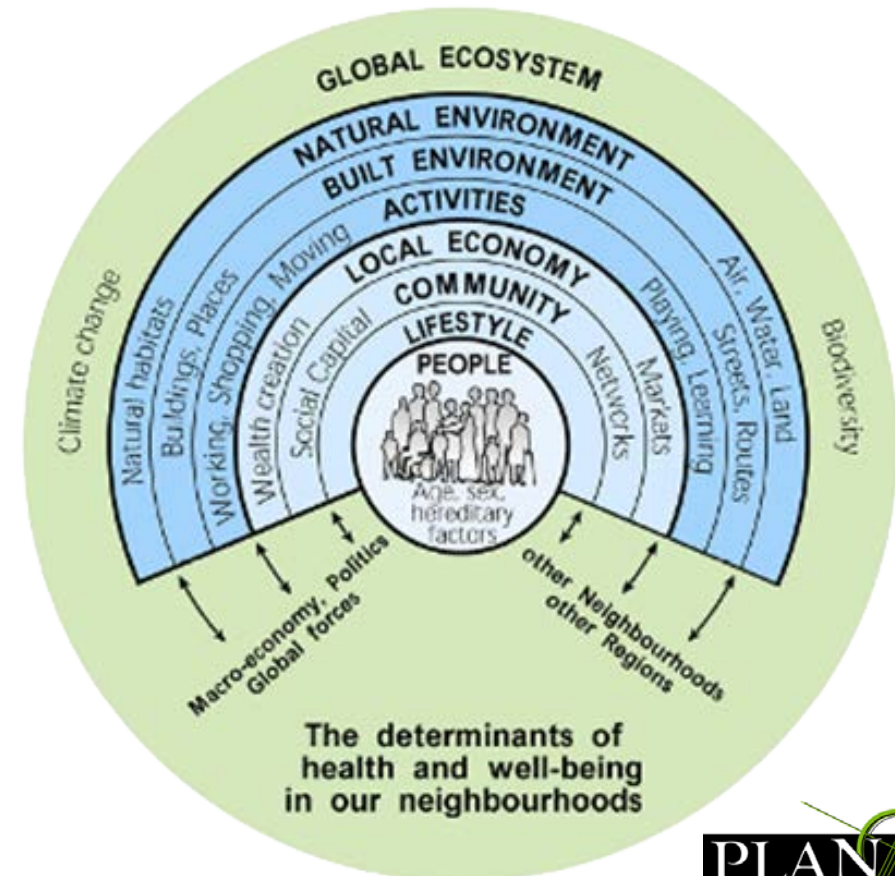 GLOBAL ECOSYSTEM
NATURAL ENVIRONMENT
BUILT ENVIRONMENT
ACTIVITIES
LOCAL ECONOMY
COMMUNITY
LIFESTYLE
PEOPLE
Age, sex,
hereditary
factors
Climate change
Natural habitats
Buildings, Places
Working, Shopping, Moving
Wealth creation
Social Capital
Networks
Markets
Playing, Learning
Streets, Routes
Air, Water, Land
Biodiversity
Macro-economy, Politics
Global forces
other Neighbourhoods
other Regions
The determinants of
health and well-being
in our neighbourhoods
PLAN